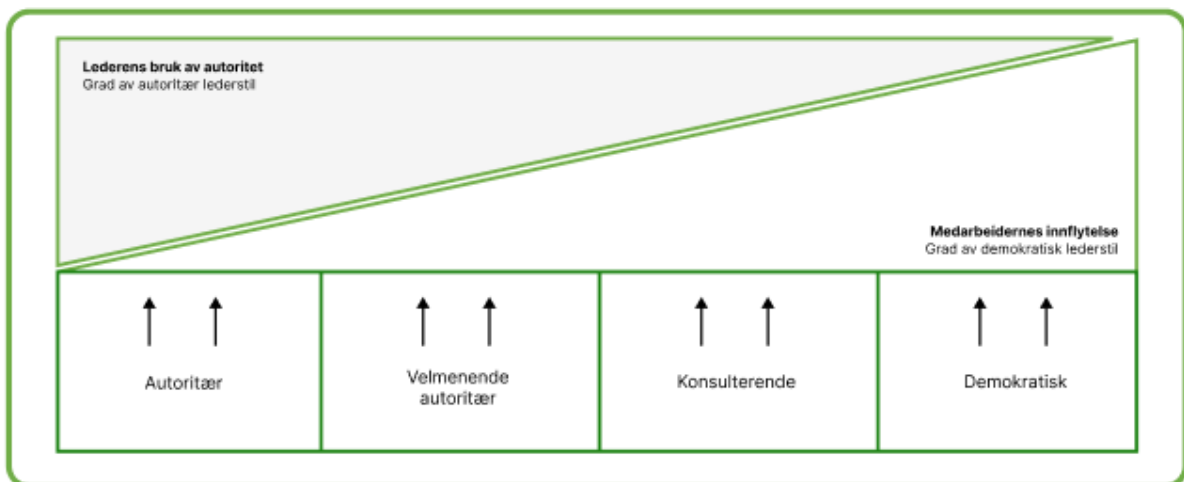 Lederens bruk av autoritet
Grad av autoritær lederstil
Medarbeidernes innflytelse
Grad av demokratisk lederstil
Autoritær
Velmenende
autoritær
Konsulterende
Demokratisk